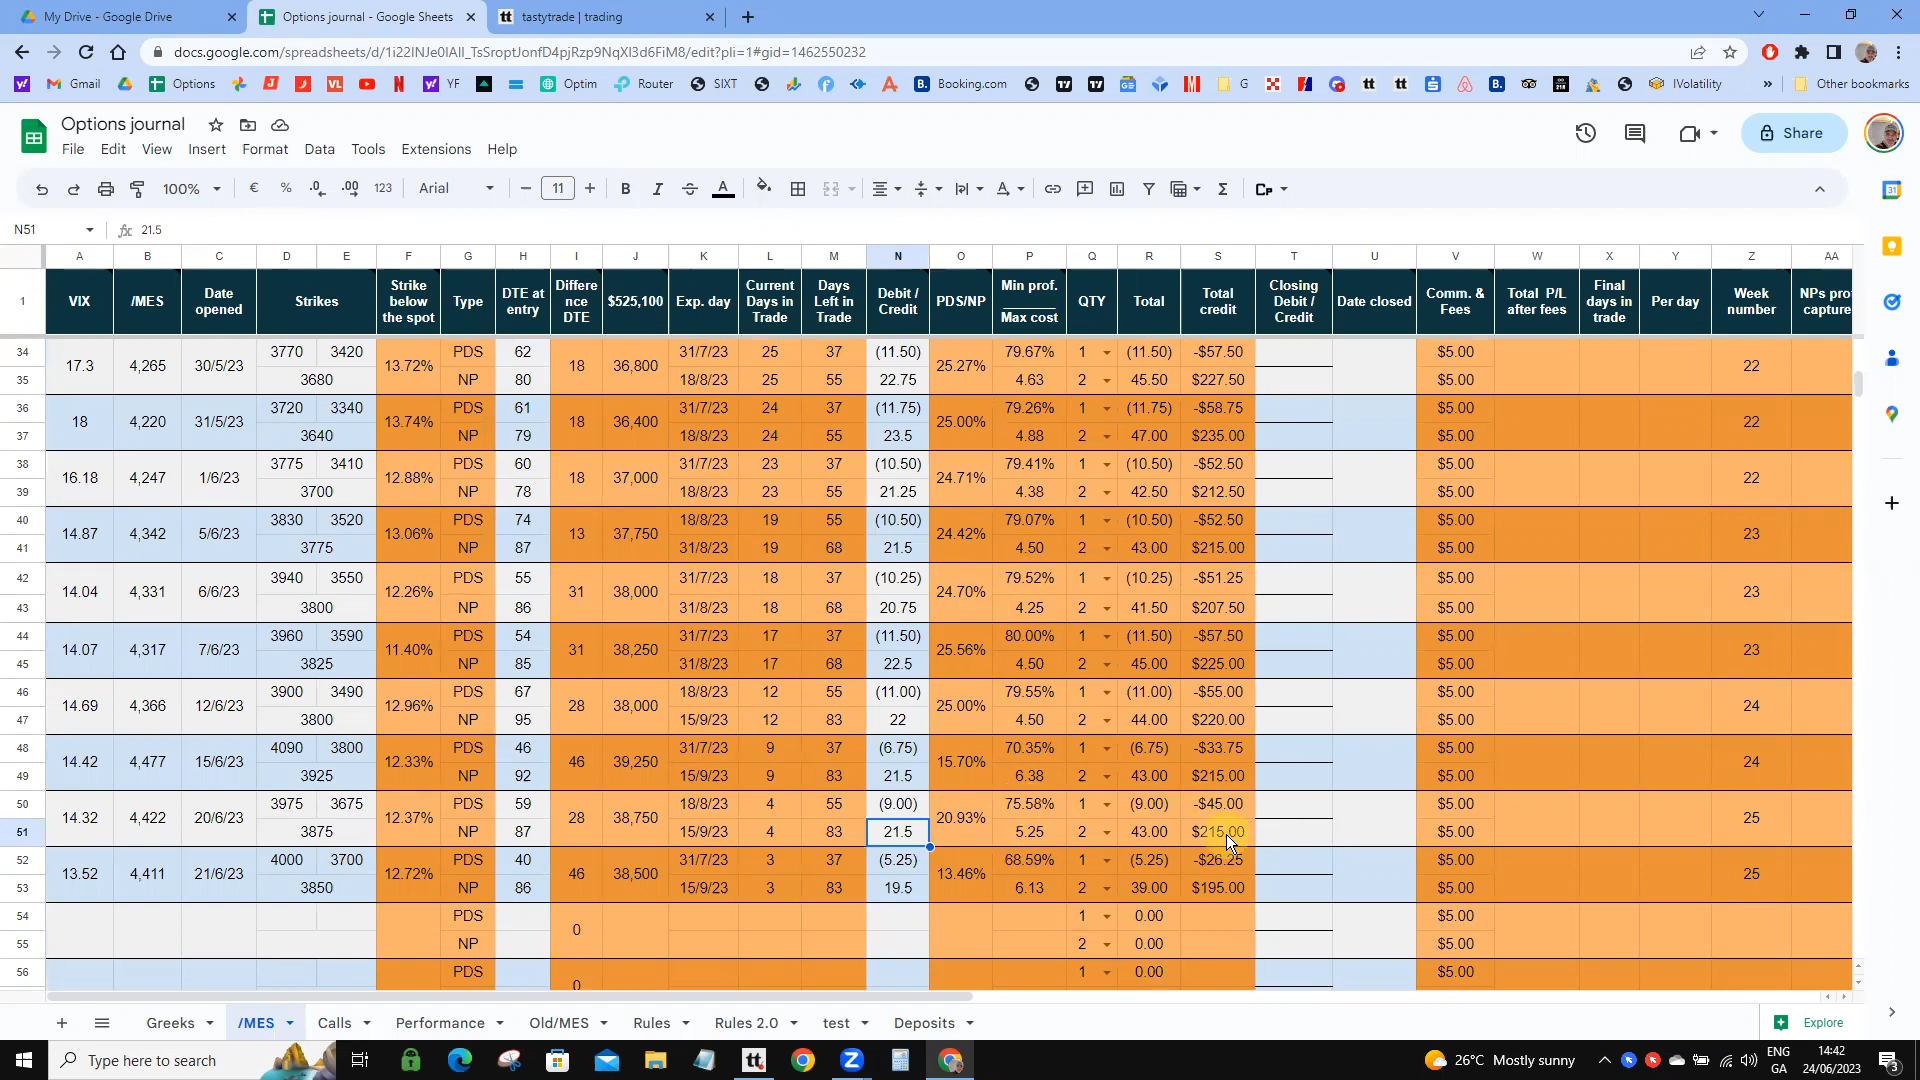 My Drive - Google Drive
Options journal - Google Sheets
tastytrade | trading
docs.google.com/spreadsheets/d/1i22INJe0IAII_TsSroptJonfD4pjRzp9NqXl3d6FiM8/edit?pli=1#gid=1462550232
Gmail Options YF Optim Router SIXT Booking.com G IVolatility » Other bookmarks
Options journal
File Edit View Insert Format Data Tools Extensions Help
Share
100% € % .0 .00 123 Arial 11
N51 fx 21.5
A B C D E F G H I J K L M N O P Q R S T U V W X Y Z AA
1 VIX /MES Date opened Strikes Strike below the spot Type DTE at entry Differe nce DTE $525,100 Exp. day Current Days in Trade Days Left in Trade Debit / Credit PDS/NP Min prof. Max cost QTY Total Total credit Closing Debit / Credit Date closed Comm. & Fees Total P/L after fees Final days in trade Per day Week number NPs pro capture
34 17.3 4,265 30/5/23 3770 3420 13.72% PDS 62 18 36,800 31/7/23 25 37 (11.50) 25.27% 79.67% 1 (11.50) -$57.50 $5.00 22
35 3680 NP 80 18/8/23 25 55 22.75 4.63 2 45.50 $227.50 $5.00
36 18 4,220 31/5/23 3720 3340 13.74% PDS 61 18 36,400 31/7/23 24 37 (11.75) 25.00% 79.26% 1 (11.75) -$58.75 $5.00 22
37 3640 NP 79 18/8/23 24 55 23.5 4.88 2 47.00 $235.00 $5.00
38 16.18 4,247 1/6/23 3775 3410 12.88% PDS 60 18 37,000 31/7/23 23 37 (10.50) 24.71% 79.41% 1 (10.50) -$52.50 $5.00 22
39 3700 NP 78 18/8/23 23 55 21.25 4.38 2 42.50 $212.50 $5.00
40 14.87 4,342 5/6/23 3830 3520 13.06% PDS 74 13 37,750 18/8/23 19 55 (10.50) 24.42% 79.07% 1 (10.50) -$52.50 $5.00 23
41 3775 NP 87 31/8/23 19 68 21.5 4.50 2 43.00 $215.00 $5.00
42 14.04 4,331 6/6/23 3940 3550 12.26% PDS 55 31 38,000 31/7/23 18 37 (10.25) 24.70% 79.52% 1 (10.25) -$51.25 $5.00 23
43 3800 NP 86 31/8/23 18 68 20.75 4.25 2 41.50 $207.50 $5.00
44 14.07 4,317 7/6/23 3960 3590 11.40% PDS 54 31 38,250 31/7/23 17 37 (11.50) 25.56% 80.00% 1 (11.50) -$57.50 $5.00 23
45 3825 NP 85 31/8/23 17 68 22.5 4.50 2 45.00 $225.00 $5.00
46 14.69 4,366 12/6/23 3900 3490 12.96% PDS 67 28 38,000 18/8/23 12 55 (11.00) 25.00% 79.55% 1 (11.00) -$55.00 $5.00 24
47 3800 NP 95 15/9/23 12 83 22 4.50 2 44.00 $220.00 $5.00
48 14.42 4,477 15/6/23 4090 3800 12.33% PDS 46 46 39,250 31/7/23 9 37 (6.75) 15.70% 70.35% 1 (6.75) -$33.75 $5.00 24
49 3925 NP 92 15/9/23 9 83 21.5 6.38 2 43.00 $215.00 $5.00
50 14.32 4,422 20/6/23 3975 3675 12.37% PDS 59 28 38,750 18/8/23 4 55 (9.00) 20.93% 75.58% 1 (9.00) -$45.00 $5.00 25
51 3875 NP 87 15/9/23 4 83 21.5 5.25 2 43.00 $215.00 $5.00
52 13.52 4,411 21/6/23 4000 3700 12.72% PDS 40 46 38,500 31/7/23 3 37 (5.25) 13.46% 68.59% 1 (5.25) -$26.25 $5.00 25
53 3850 NP 86 15/9/23 3 83 19.5 6.13 2 39.00 $195.00 $5.00
54 PDS 0 1 0.00 $5.00
55 NP 2 0.00 $5.00
56 PDS 0 1 0.00 $5.00
Greeks /MES Calls Performance Old/MES Rules Rules 2.0 test Deposits Explore
Type here to search
26°C Mostly sunny
ENG
GA
14:42
24/06/2023
3